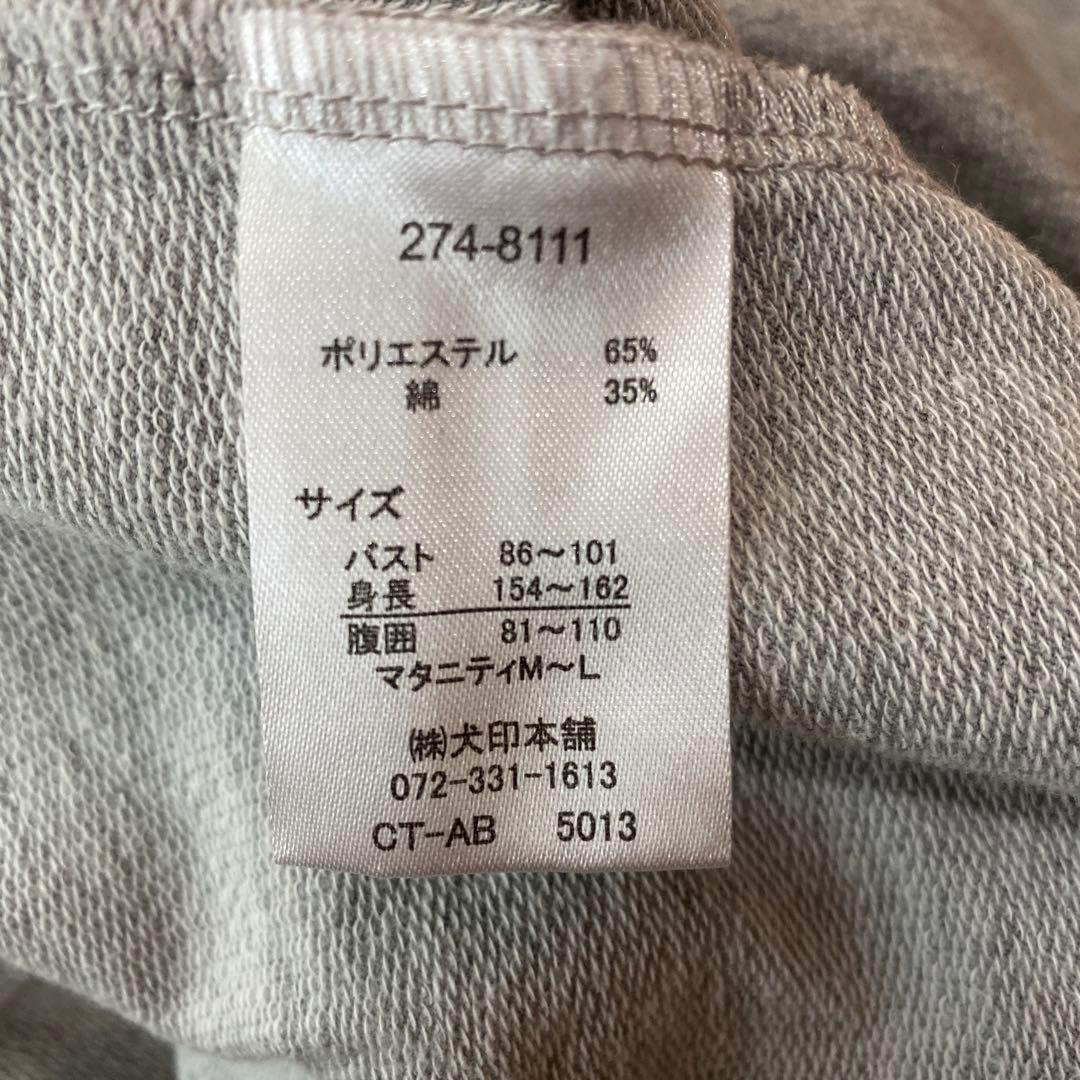 274-8111
ポリエステル 65%
綿 35%
サイズ
バスト 86～101
身長 154～162
腹囲 81～110
マタニティM～L
㈱犬印本舗
072-331-1613
CT-AB 5013